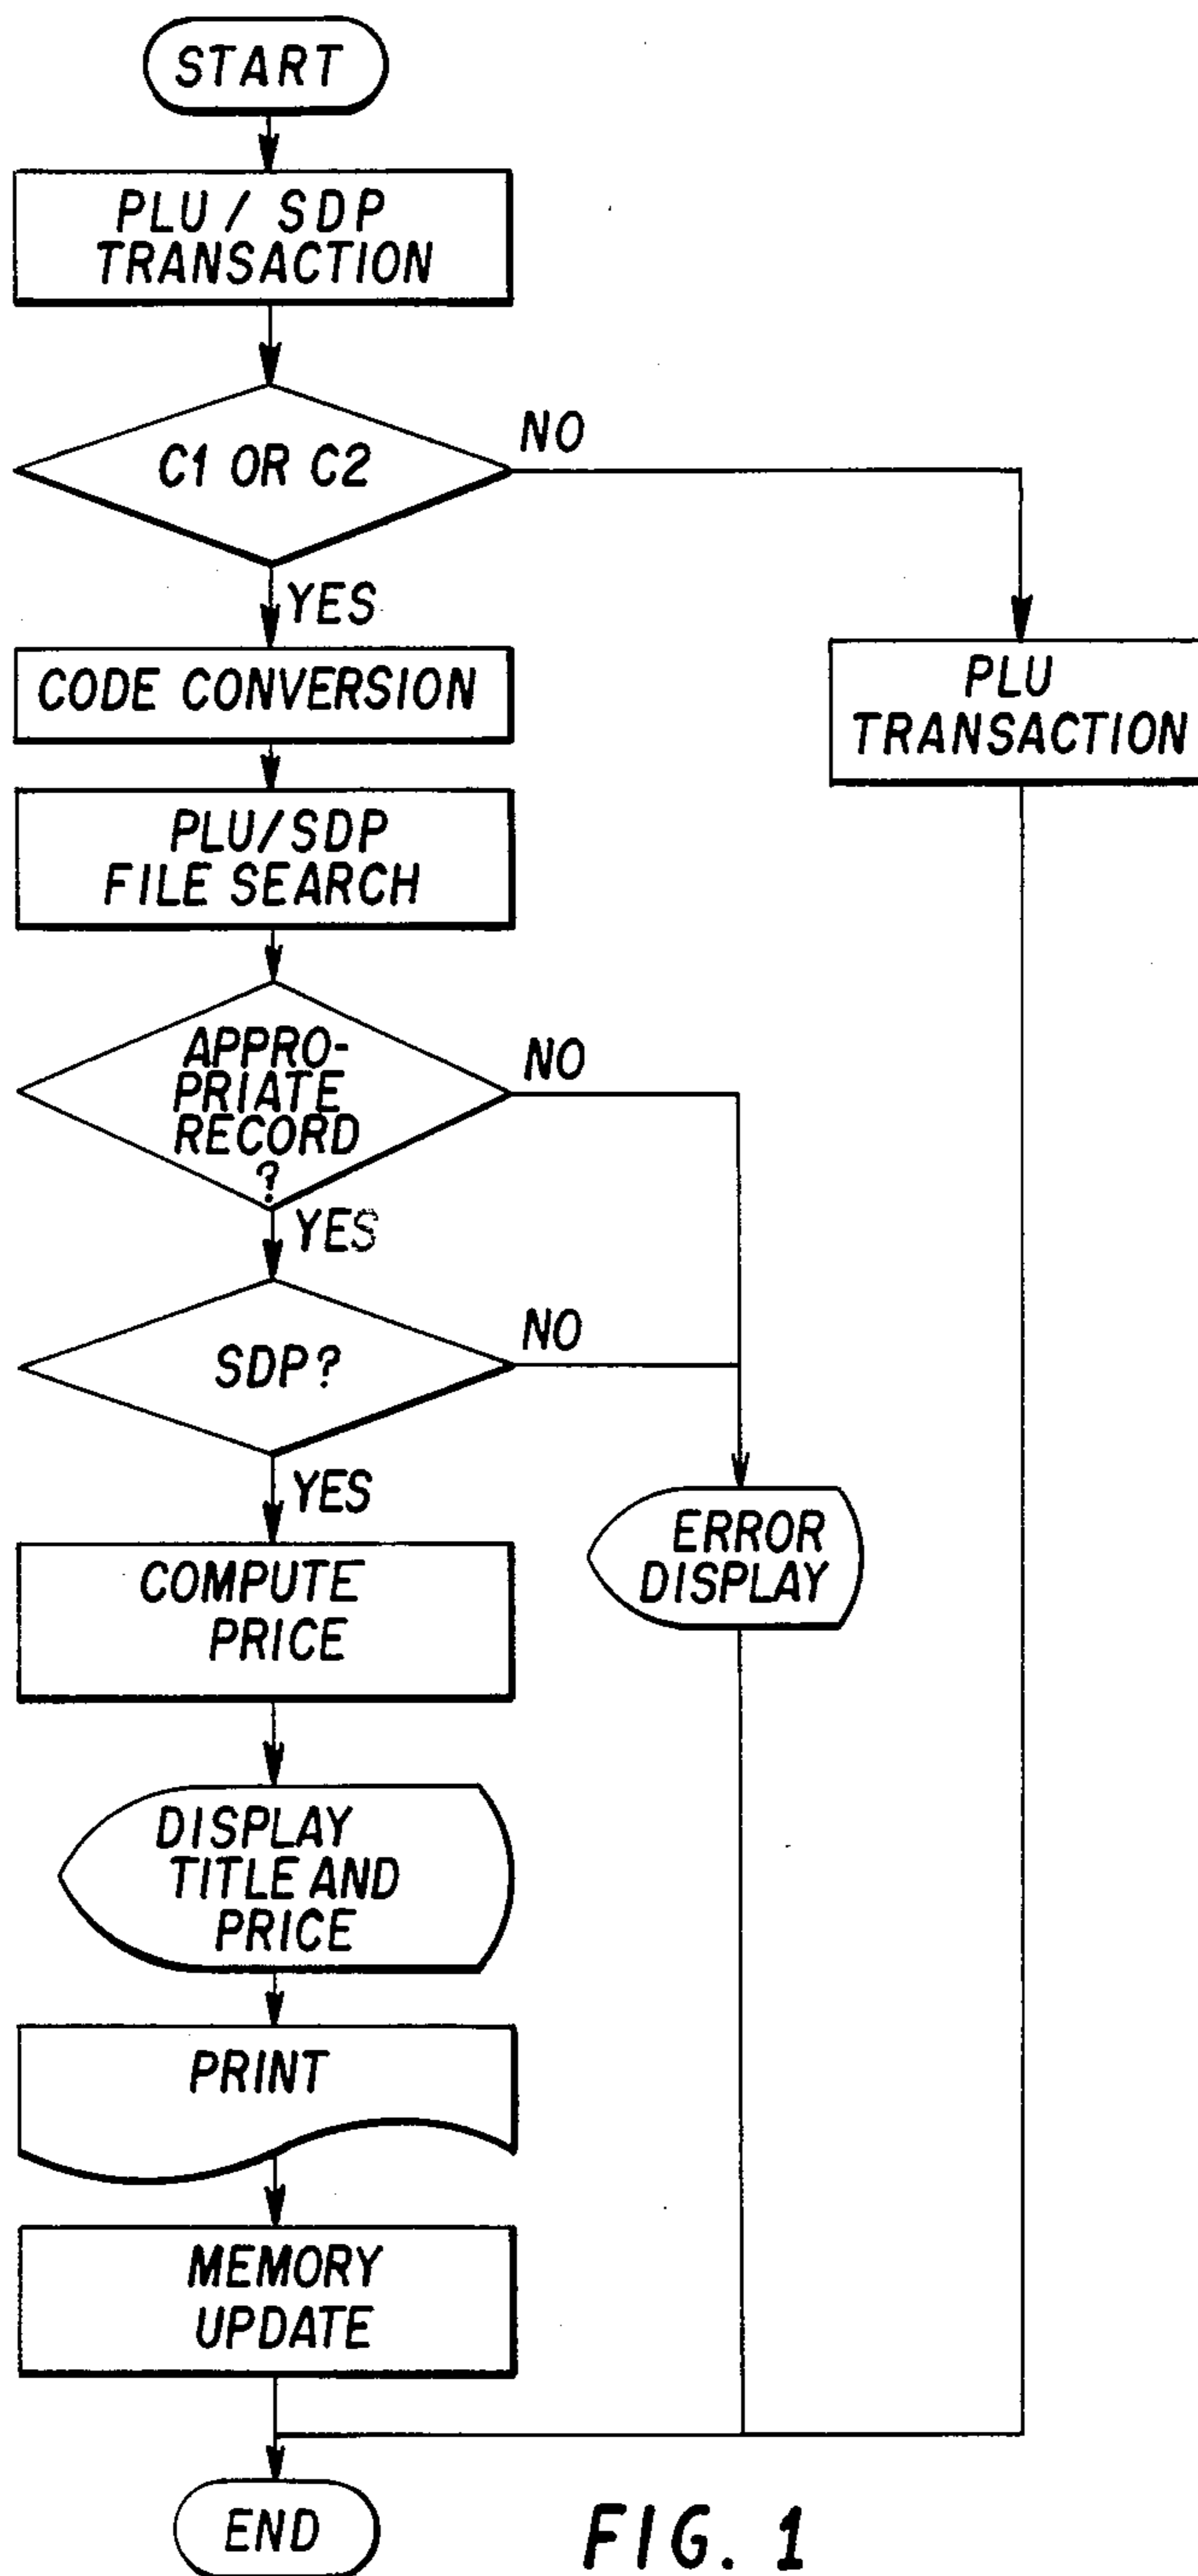 START
PLU / SDP
TRANSACTION
C1 OR C2
NO
YES
CODE CONVERSION
PLU
TRANSACTION
PLU/SDP
FILE SEARCH
APPRO-
PRIATE
RECORD
?
NO
YES
SDP?
NO
YES
COMPUTE
PRICE
ERROR
DISPLAY
DISPLAY
TITLE AND
PRICE
PRINT
MEMORY
UPDATE
END
FIG. 1